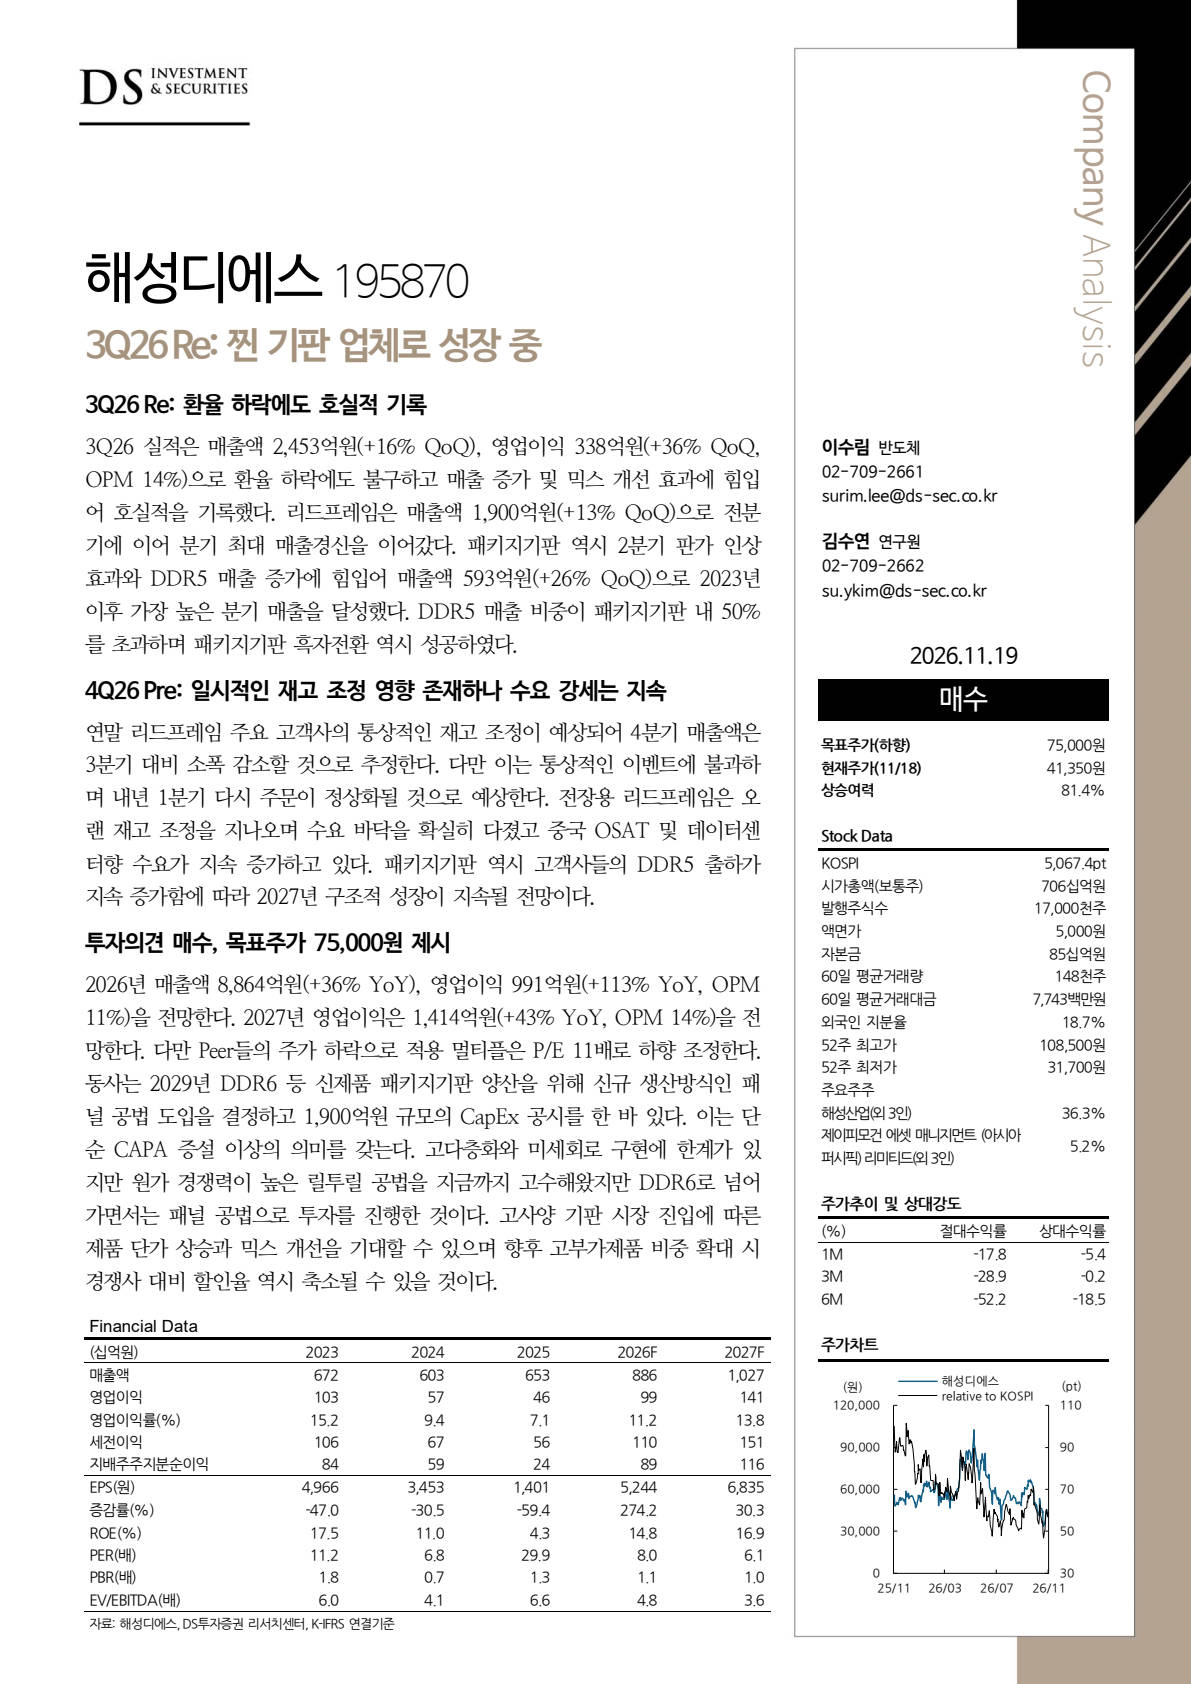 DS INVESTMENT
& SECURITIES
Company Analysis
해성디에스 195870
3Q26 Re: 찐 기판 업체로 성장 중
3Q26 Re: 환율 하락에도 호실적 기록
3Q26 실적은 매출액 2,453억원(+16% QoQ), 영업이익 338억원(+36% QoQ,
OPM 14%)으로 환율 하락에도 불구하고 매출 증가 및 믹스 개선 효과에 힘입
어 호실적을 기록했다. 리드프레임은 매출액 1,900억원(+13% QoQ)으로 전분
기에 이어 분기 최대 매출경신을 이어갔다. 패키지기판 역시 2분기 판가 인상
효과와 DDR5 매출 증가에 힘입어 매출액 593억원(+26% QoQ)으로 2023년
이후 가장 높은 분기 매출을 달성했다. DDR5 매출 비중이 패키지기판 내 50%
를 초과하며 패키지기판 흑자전환 역시 성공하였다.
4Q26 Pre: 일시적인 재고 조정 영향 존재하나 수요 강세는 지속
연말 리드프레임 주요 고객사의 통상적인 재고 조정이 예상되어 4분기 매출액은
3분기 대비 소폭 감소할 것으로 추정한다. 다만 이는 통상적인 이벤트에 불과하
며 내년 1분기 다시 주문이 정상화될 것으로 예상한다. 전장용 리드프레임은 오
랜 재고 조정을 지나오며 수요 바닥을 확실히 다졌고 중국 OSAT 및 데이터센
터향 수요가 지속 증가하고 있다. 패키지기판 역시 고객사들의 DDR5 출하가
지속 증가함에 따라 2027년 구조적 성장이 지속될 전망이다.
투자의견 매수, 목표주가 75,000원 제시
2026년 매출액 8,864억원(+36% YoY), 영업이익 991억원(+113% YoY, OPM
11%)을 전망한다. 2027년 영업이익은 1,414억원(+43% YoY, OPM 14%)을 전
망한다. 다만 Peer들의 주가 하락으로 적용 멀티플은 P/E 11배로 하향 조정한다.
동사는 2029년 DDR6 등 신제품 패키지기판 양산을 위해 신규 생산방식인 패
널 공법 도입을 결정하고 1,900억원 규모의 CapEx 공시를 한 바 있다. 이는 단
순 CAPA 증설 이상의 의미를 갖는다. 고다층화와 미세회로 구현에 한계가 있
지만 원가 경쟁력이 높은 릴투릴 공법을 지금까지 고수해왔지만 DDR6로 넘어
가면서는 패널 공법으로 투자를 진행한 것이다. 고사양 기판 시장 진입에 따른
제품 단가 상승과 믹스 개선을 기대할 수 있으며 향후 고부가제품 비중 확대 시
경쟁사 대비 할인율 역시 축소될 수 있을 것이다.
Financial Data
(십억원) 2023 2024 2025 2026F 2027F
매출액 672 603 653 886 1,027
영업이익 103 57 46 99 141
영업이익률(%) 15.2 9.4 7.1 11.2 13.8
세전이익 106 67 56 110 151
지배주주지분순이익 84 59 24 89 116
EPS(원) 4,966 3,453 1,401 5,244 6,835
증감률(%) -47.0 -30.5 -59.4 274.2 30.3
ROE(%) 17.5 11.0 4.3 14.8 16.9
PER(배) 11.2 6.8 29.9 8.0 6.1
PBR(배) 1.8 0.7 1.3 1.1 1.0
EV/EBITDA(배) 6.0 4.1 6.6 4.8 3.6
자료: 해성디에스, DS투자증권 리서치센터, K-IFRS 연결기준
이수림 반도체
02-709-2661
surim.lee@ds-sec.co.kr
김수연 연구원
02-709-2662
su.ykim@ds-sec.co.kr
2026.11.19
매수
목표주가(하향) 75,000원
현재주가(11/18) 41,350원
상승여력 81.4%
Stock Data
KOSPI 5,067.4pt
시가총액(보통주) 706십억원
발행주식수 17,000천주
액면가 5,000원
자본금 85십억원
60일 평균거래량 148천주
60일 평균거래대금 7,743백만원
외국인 지분율 18.7%
52주 최고가 108,500원
52주 최저가 31,700원
주요주주
해성산업(외 3인) 36.3%
제이피모건 에셋 매니지먼트 (아시아
퍼시픽) 리미티드(외 3인) 5.2%
주가추이 및 상대강도
(%) 절대수익률 상대수익률
1M -17.8 -5.4
3M -28.9 -0.2
6M -52.2 -18.5
주가차트
(원) 해성디에스 (pt)
relative to KOSPI
120,000 110
90,000 90
60,000 70
30,000 50
0 30
25/11 26/03 26/07 26/11